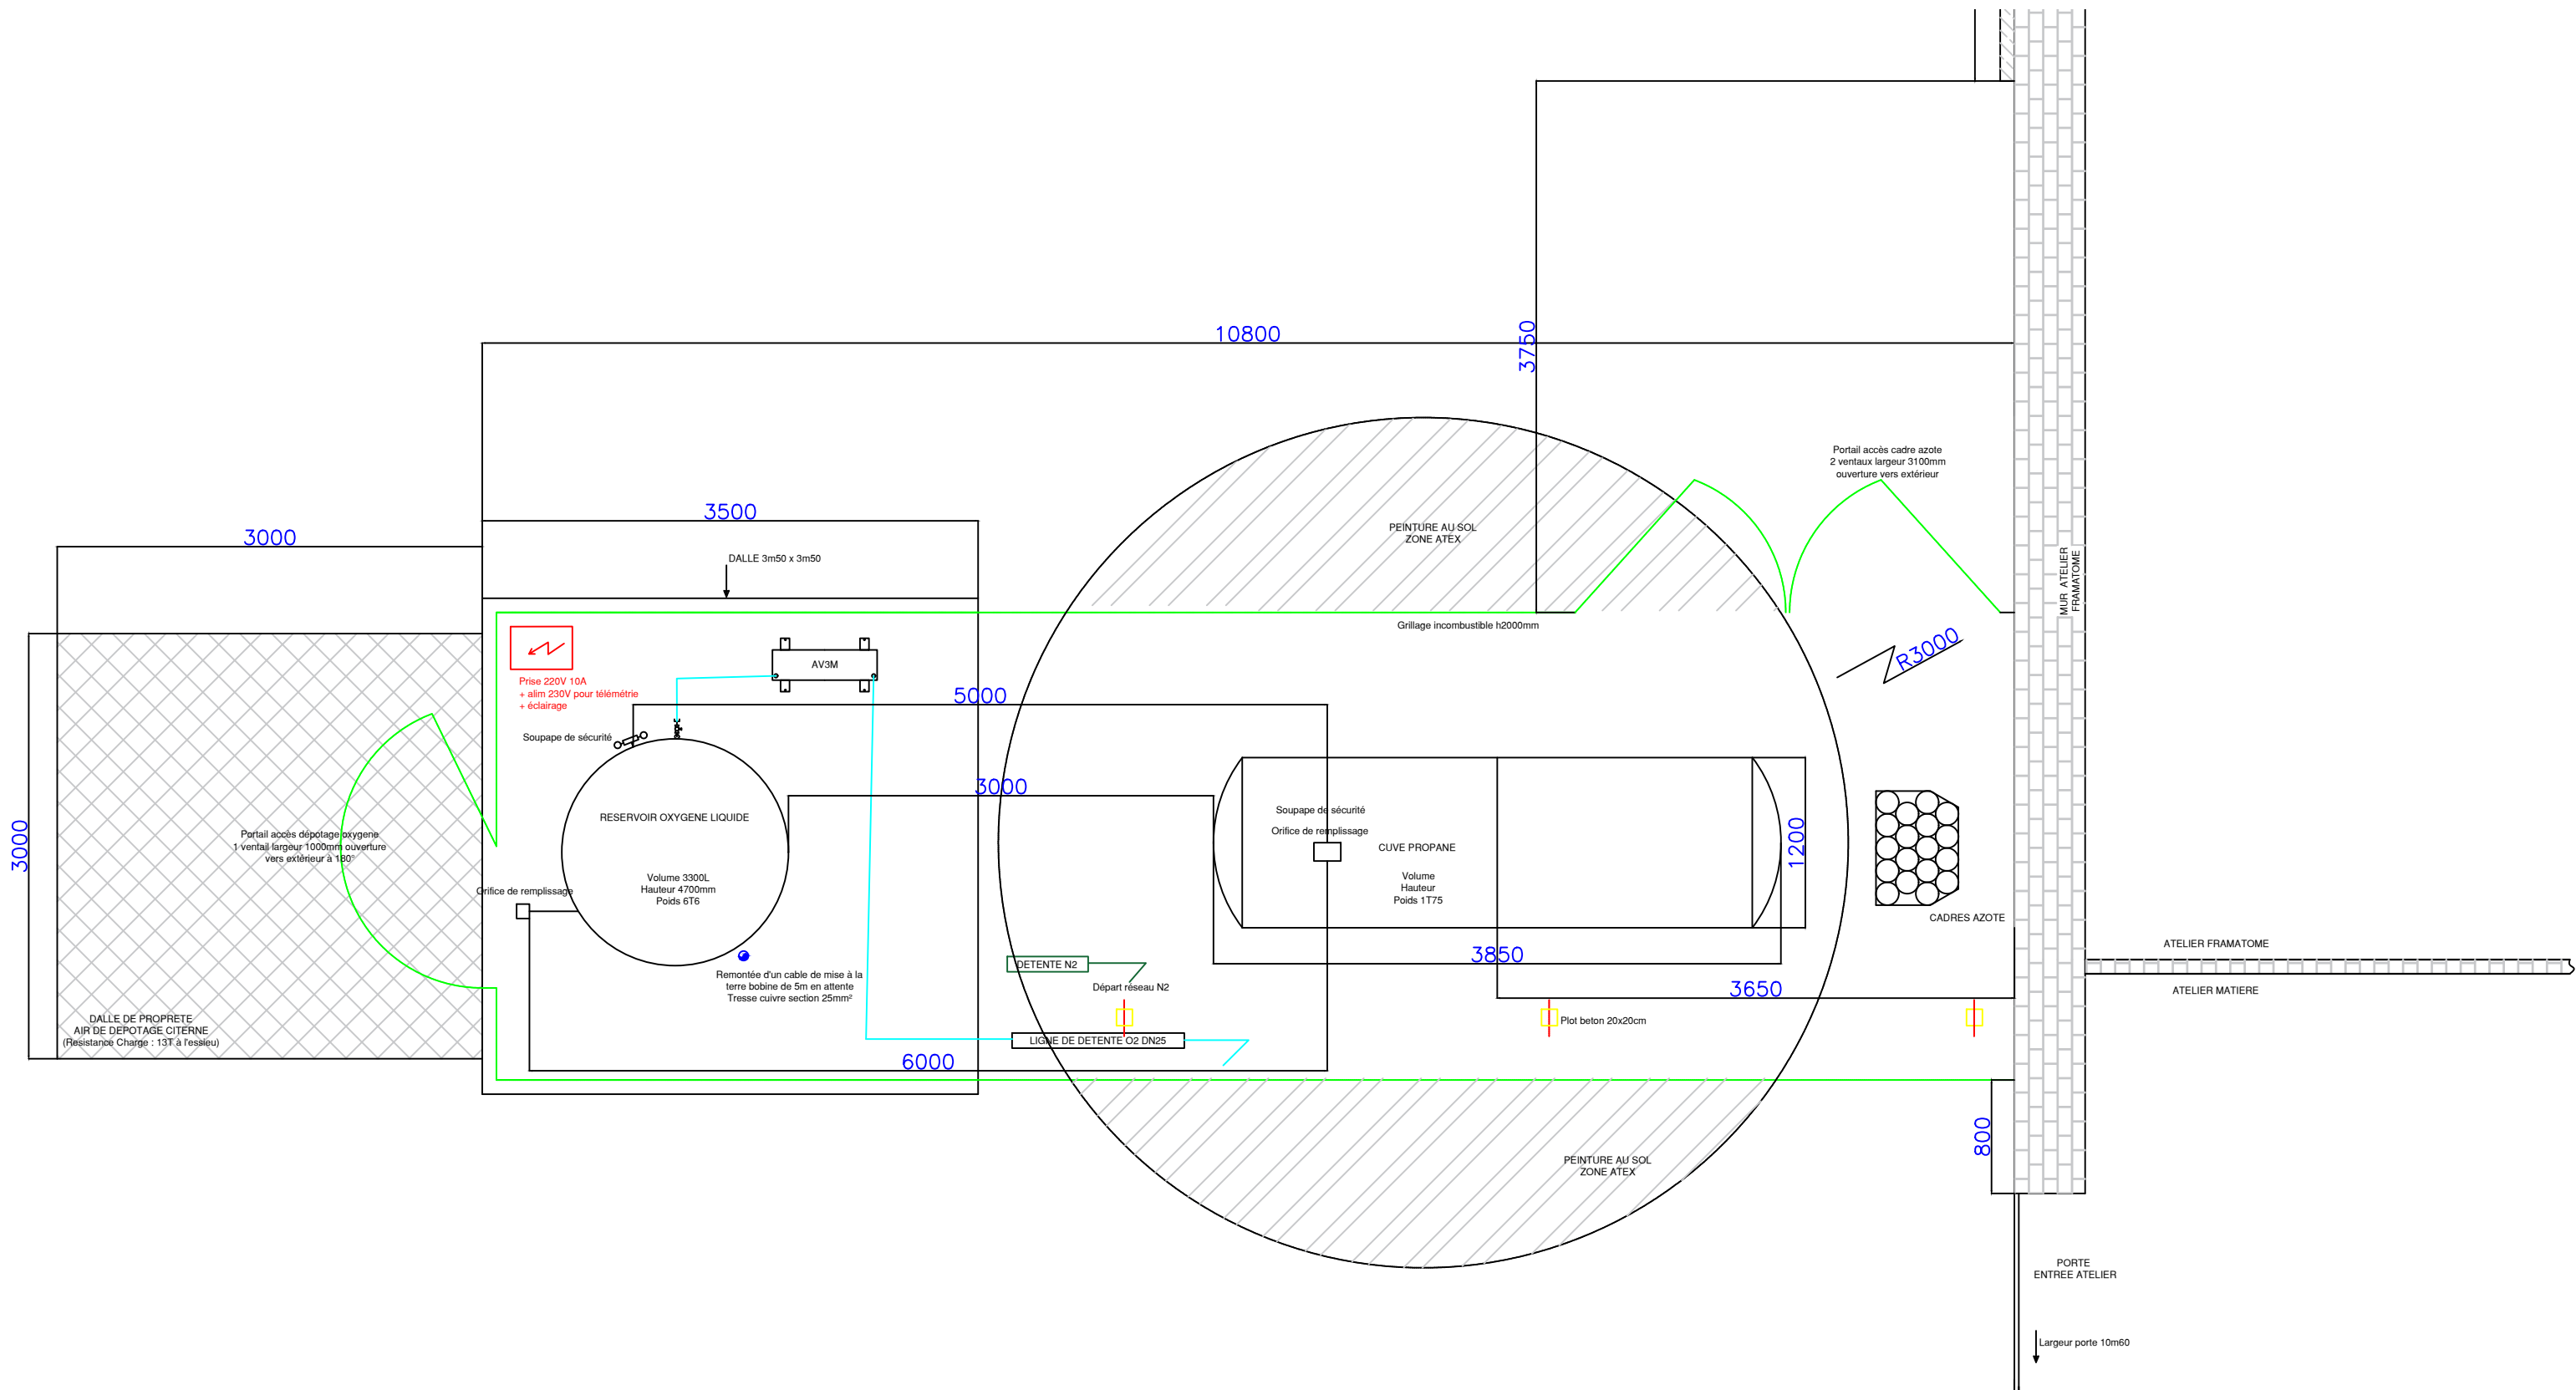 10800
3750
Portail accès cadre azote
2 ventaux largeur 3100mm
ouverture vers extérieur
3500
3000
PEINTURE AU SOL
ZONE ATEX
DALLE 3m50 x 3m50
MUR ATELIER
FRAMATOME
Grillage incombustible h2000mm
R3000
AV3M
Prise 220V 10A
+ alim 230V pour télémétrie
+ éclairage
5000
Soupape de sécurité
3000
RESERVOIR OXYGENE LIQUIDE
Soupape de sécurité
Orifice de remplissage
CUVE PROPANE
1200
3000
Portail accès dépotage oxygene
1 ventail largeur 1000mm ouverture
vers extérieur à 180°
Volume 3300L
Hauteur 4700mm
Poids 6T6
Volume
Hauteur
Poids 1T75
Orifice de remplissage
CADRES AZOTE
ATELIER FRAMATOME
3850
DETENTE N2
Remontée d'un cable de mise à la
terre bobine de 5m en attente
Tresse cuivre section 25mm²
Départ réseau N2
3650
ATELIER MATIERE
DALLE DE PROPRETE
AIR DE DEPOTAGE CITERNE
(Resistance Charge : 13T à l'essieu)
Plot beton 20x20cm
LIGNE DE DETENTE O2 DN25
6000
800
PEINTURE AU SOL
ZONE ATEX
PORTE
ENTREE ATELIER
Largeur porte 10m60